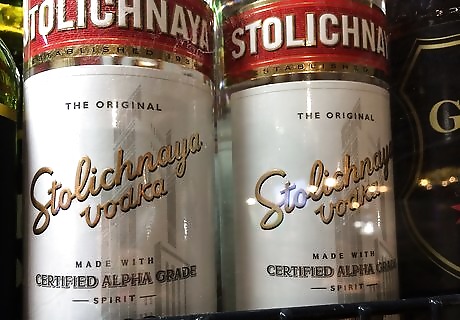 STOLICHNAYA
ESTABLISHED
THE ORIGINAL
Stolichnaya
vodka
MADE WITH
CERTIFIED ALPHA GRADE
SPIRIT
STOLICHNAY
ESTABLISHED
THE ORIGINAL
Stolichnaya
vodka
MADE WITH
CERTIFIED ALPHA GRADE
SPIRIT
G